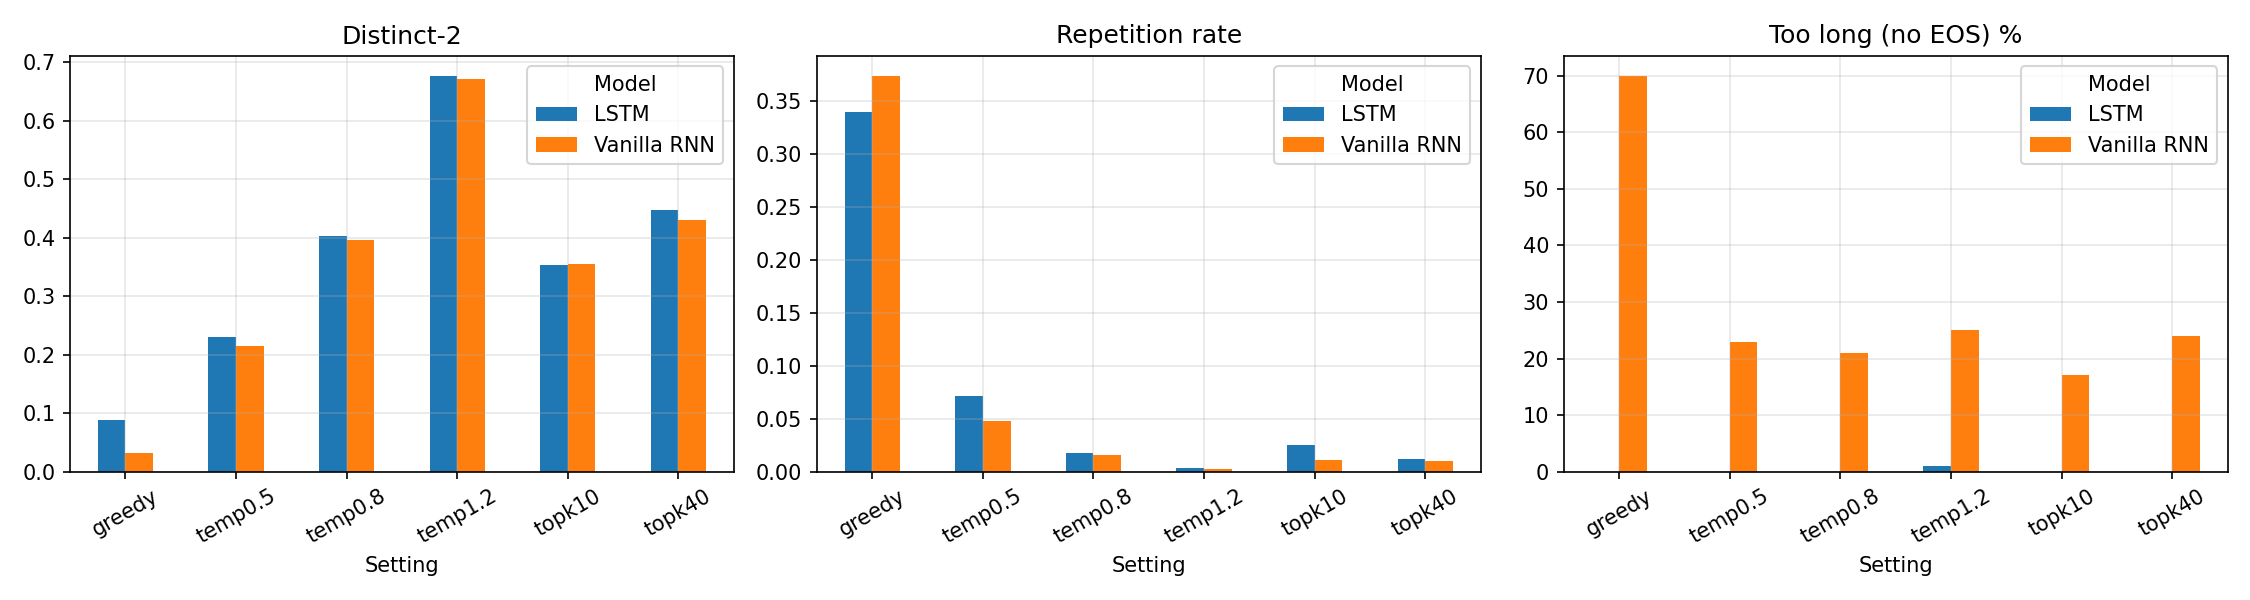 Distinct-2
0.7
0.6
0.5
0.4
0.3
0.2
0.1
0.0
Model
LSTM
Vanilla RNN
greedy
temp0.5
temp0.8
temp1.2
topk10
topk40
Setting
Repetition rate
0.35
0.30
0.25
0.20
0.15
0.10
0.05
0.00
Model
LSTM
Vanilla RNN
greedy
temp0.5
temp0.8
temp1.2
topk10
topk40
Setting
Too long (no EOS) %
70
60
50
40
30
20
10
0
Model
LSTM
Vanilla RNN
greedy
temp0.5
temp0.8
temp1.2
topk10
topk40
Setting